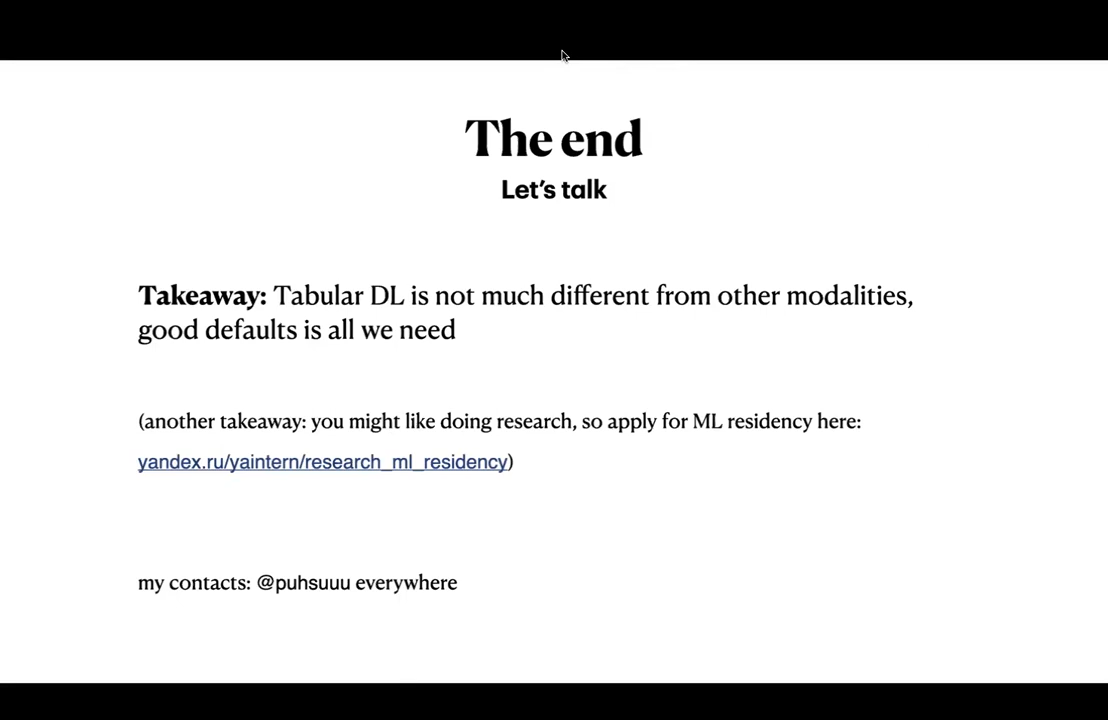 The end
Let's talk
Takeaway: Tabular DL is not much different from other modalities,
good defaults is all we need
(another takeaway: you might like doing research, so apply for ML residency here:
yandex.ru/yaintern/research_ml_residency)
my contacts: @puhsuuu everywhere